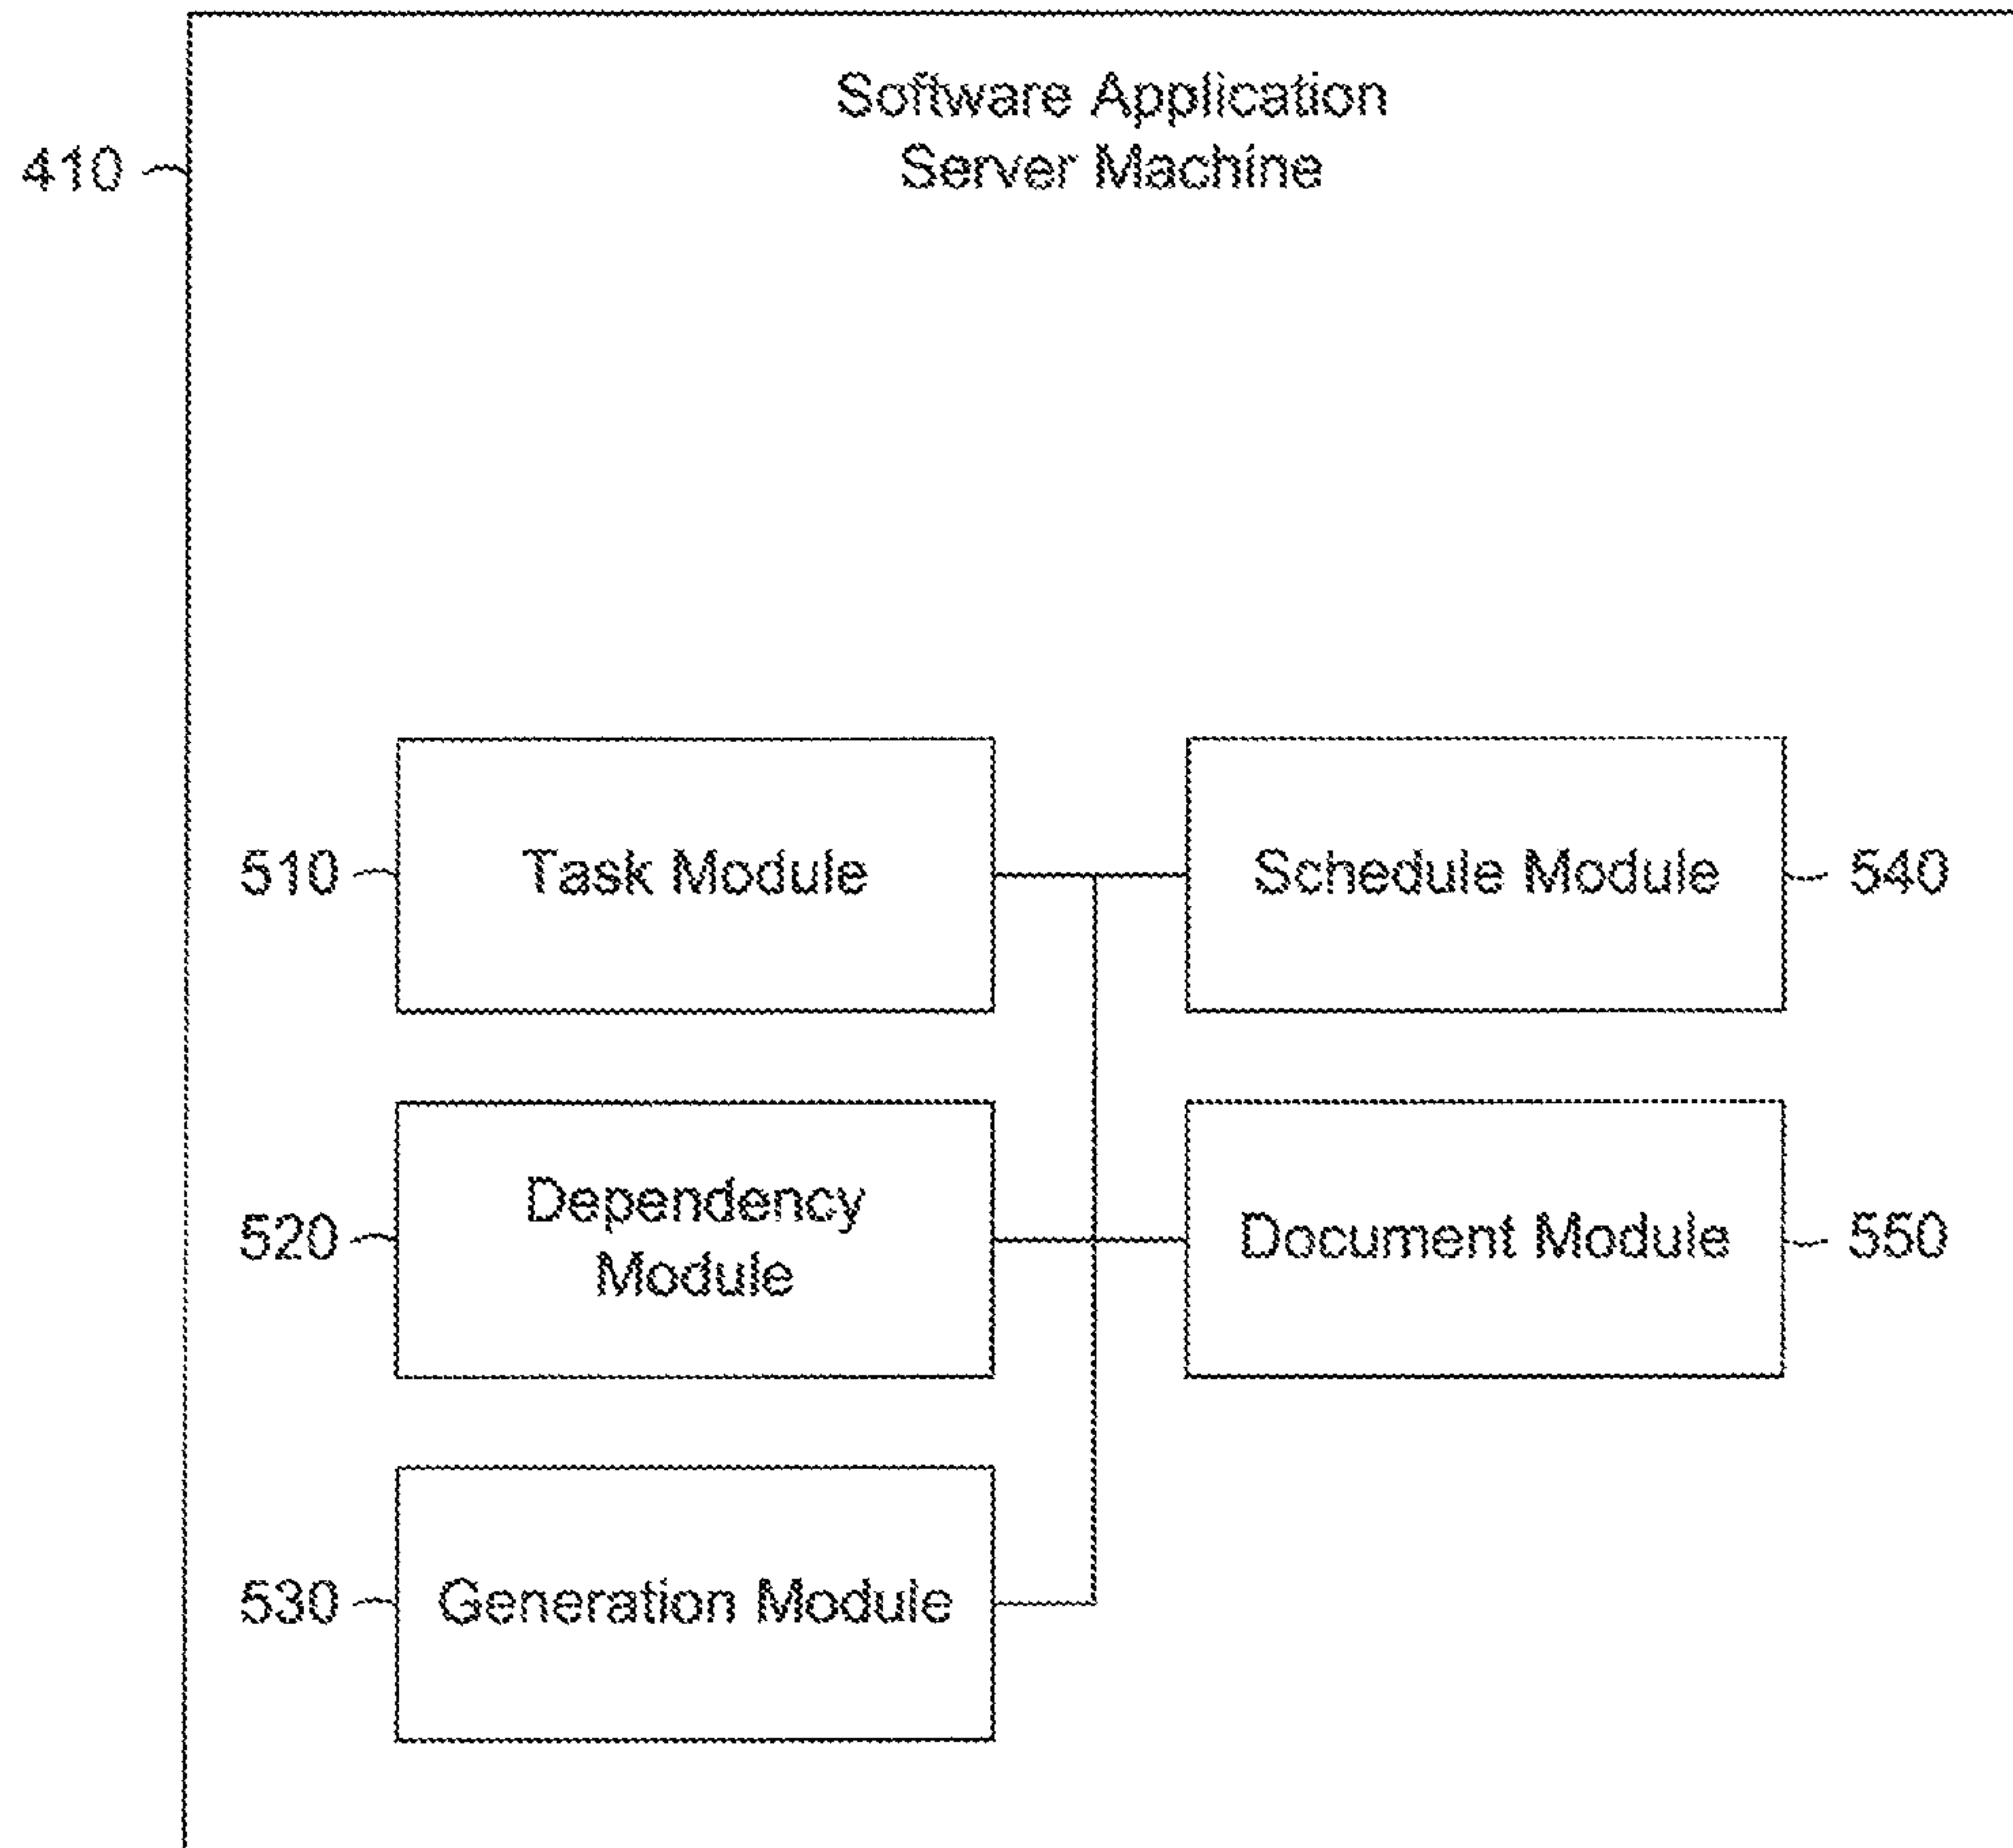 Software Application
Server Machine
410
510
Task Module
Schedule Module
540
520
Dependency
Module
Document Module
550
530
Generation Module